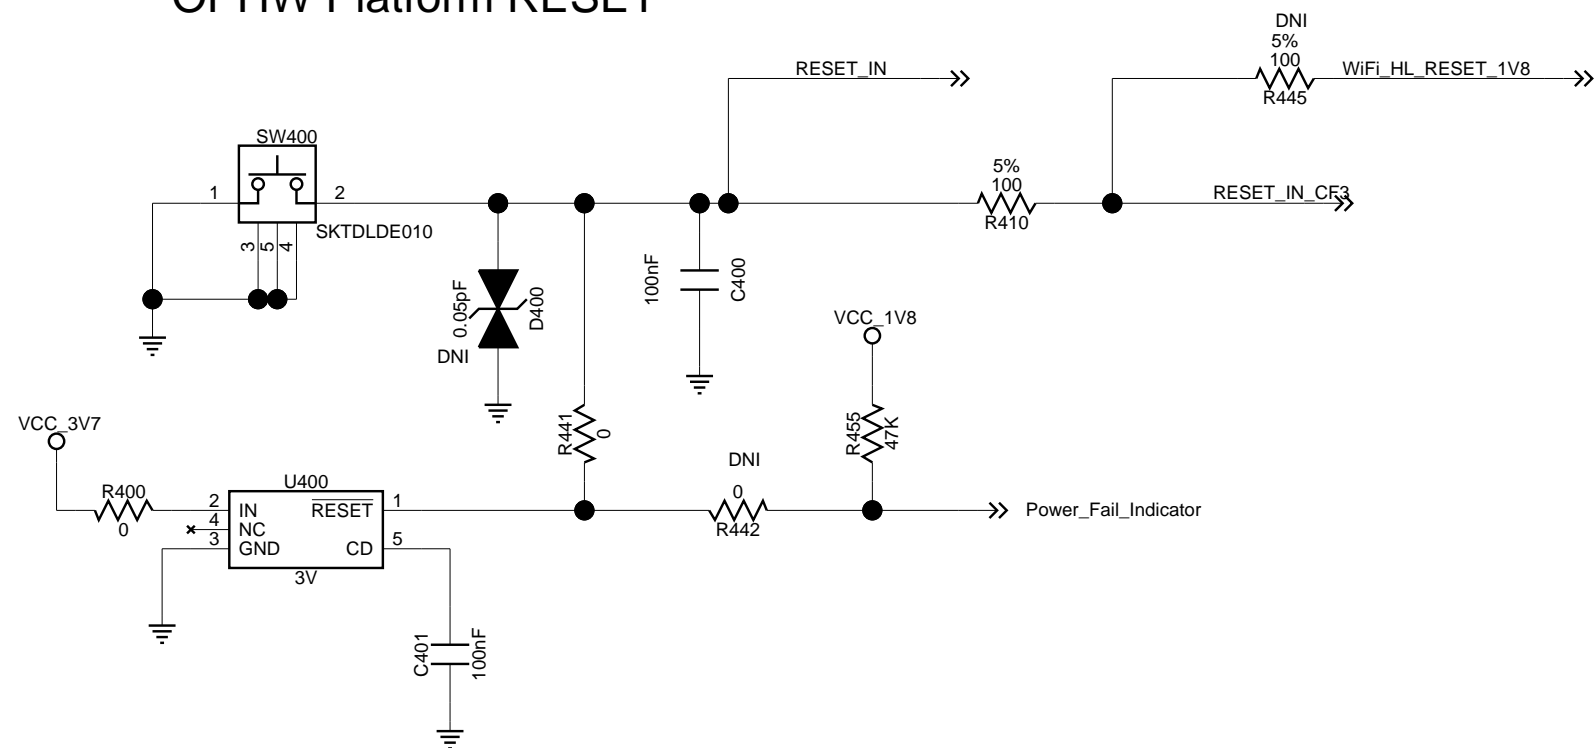 RESET
DNI
5%
100
R445
RESET_IN
WiFi_HL_RESET_1V8
SW400
1
2
3
5
4
SKTDLDE010
5%
100
R410
RESET_IN_CF3
0.05pF
D400
DNI
100nF
C400
VCC_1V8
R455
47K
R441
0
VCC_3V7
R400
0
U400
2
IN
4
NC
3
GND
RESET
1
CD
5
3V
DNI
0
R442
Power_Fail_Indicator
C401
100nF